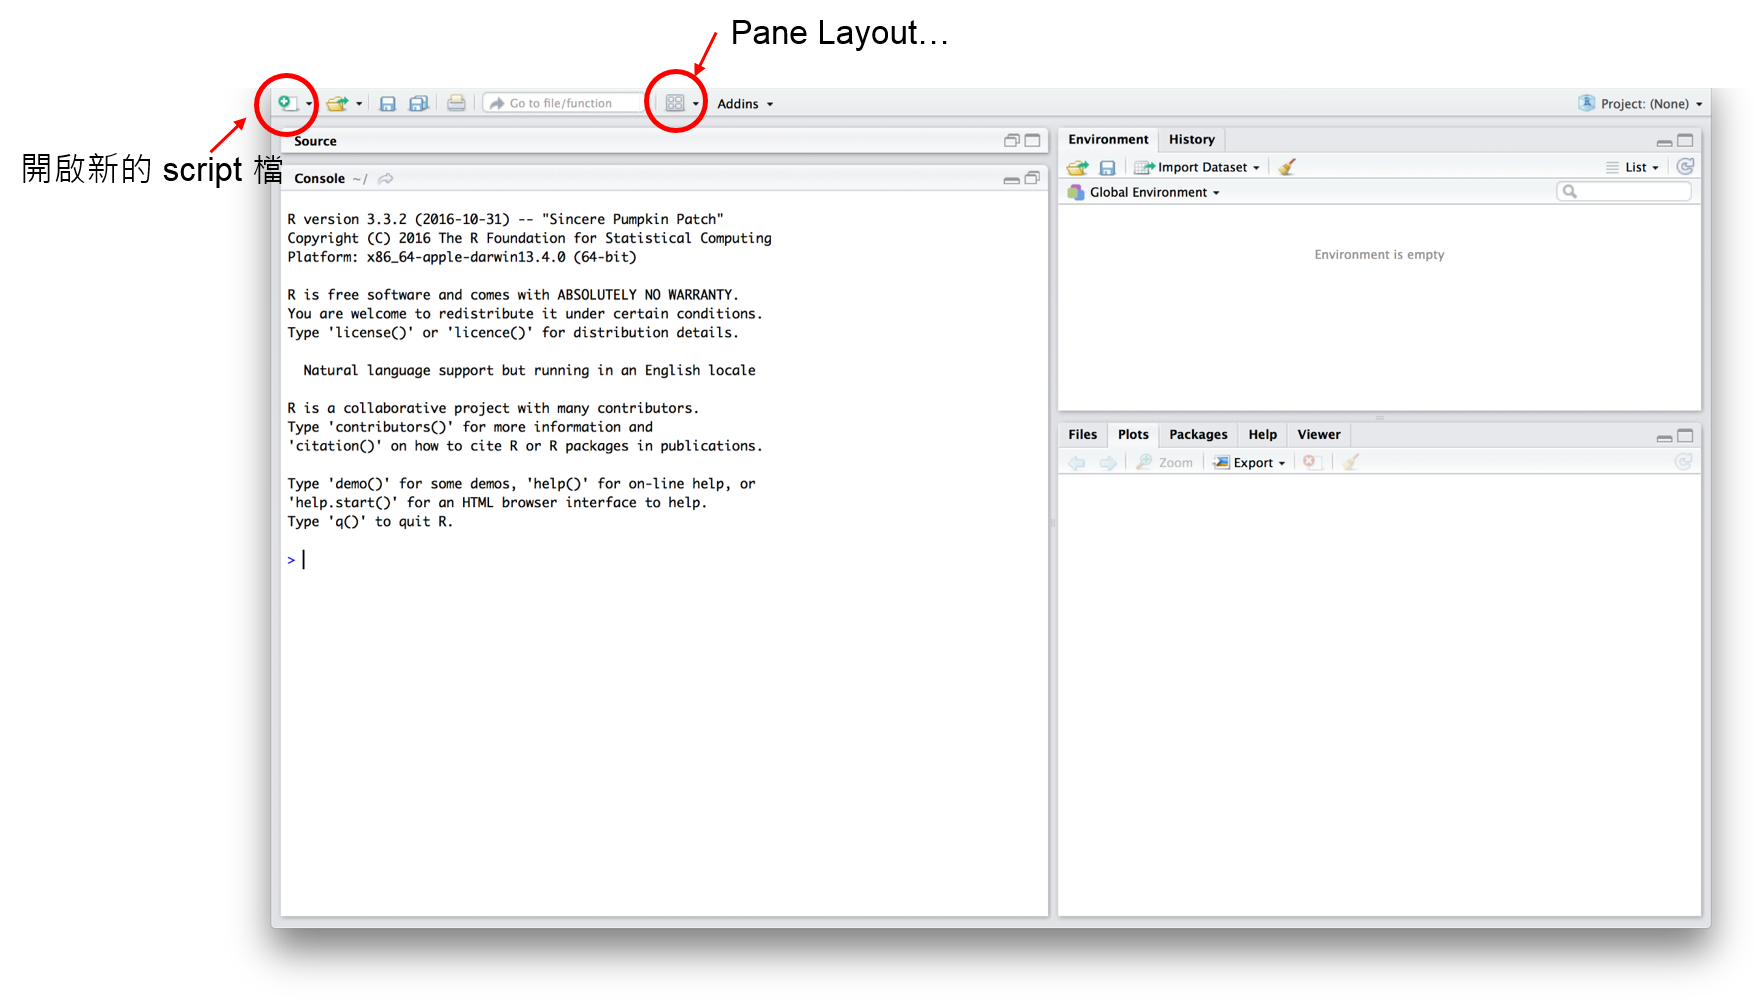 Pane Layout...
開啟新的 script 檔
Go to file/function
Addins
Project: (None)
Source
Console ~/
R version 3.3.2 (2016-10-31) -- "Sincere Pumpkin Patch"
Copyright (C) 2016 The R Foundation for Statistical Computing
Platform: x86_64-apple-darwin13.4.0 (64-bit)
R is free software and comes with ABSOLUTELY NO WARRANTY.
You are welcome to redistribute it under certain conditions.
Type 'license()' or 'licence()' for distribution details.
Natural language support but running in an English locale
R is a collaborative project with many contributors.
Type 'contributors()' for more information and
'citation()' on how to cite R or R packages in publications.
Type 'demo()' for some demos, 'help()' for on-line help, or
'help.start()' for an HTML browser interface to help.
Type 'q()' to quit R.
>
Environment History
Import Dataset List
Global Environment
Environment is empty
Files Plots Packages Help Viewer
Zoom Export